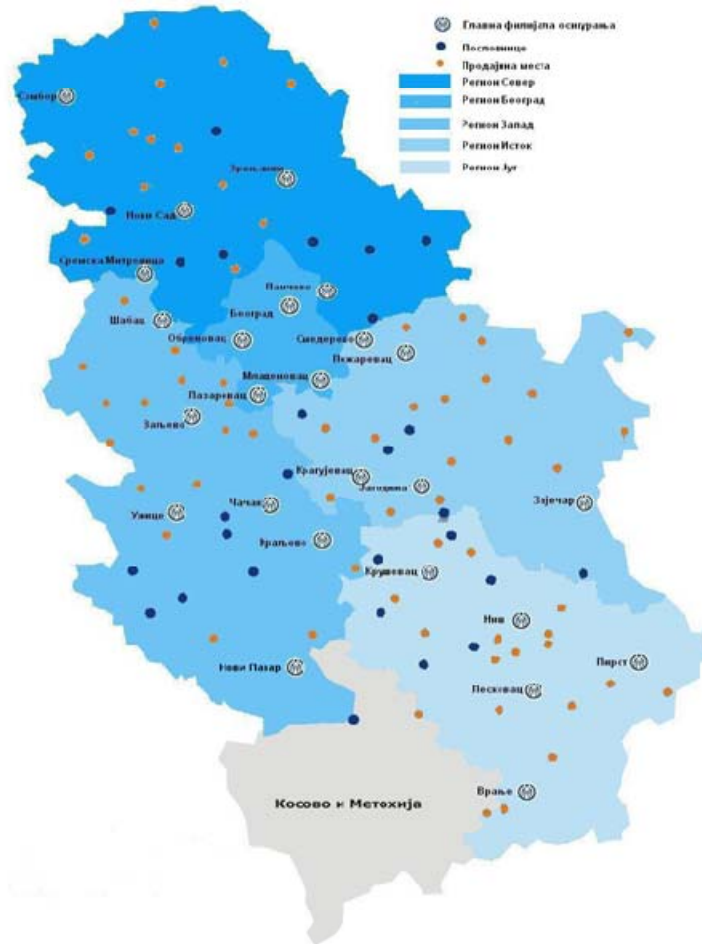 Главна филијала осигурања
Пословнице
Продајна места
Регион Север
Регион Београд
Регион Запад
Регион Исток
Регион Југ
Сомбор
Зрењанин
Нови Сад
Сремска Митровица
Панчево
Београд
Шабац
Обреновац
Смедерево
Пожаревац
Младеновац
Лазаревац
Ваљево
Крагујевац
Јагодина
Чачак
Зајечар
Ужице
Краљево
Крушевац
Ниш
Нови Пазар
Пирот
Лесковац
Косово и Метохија
Врање